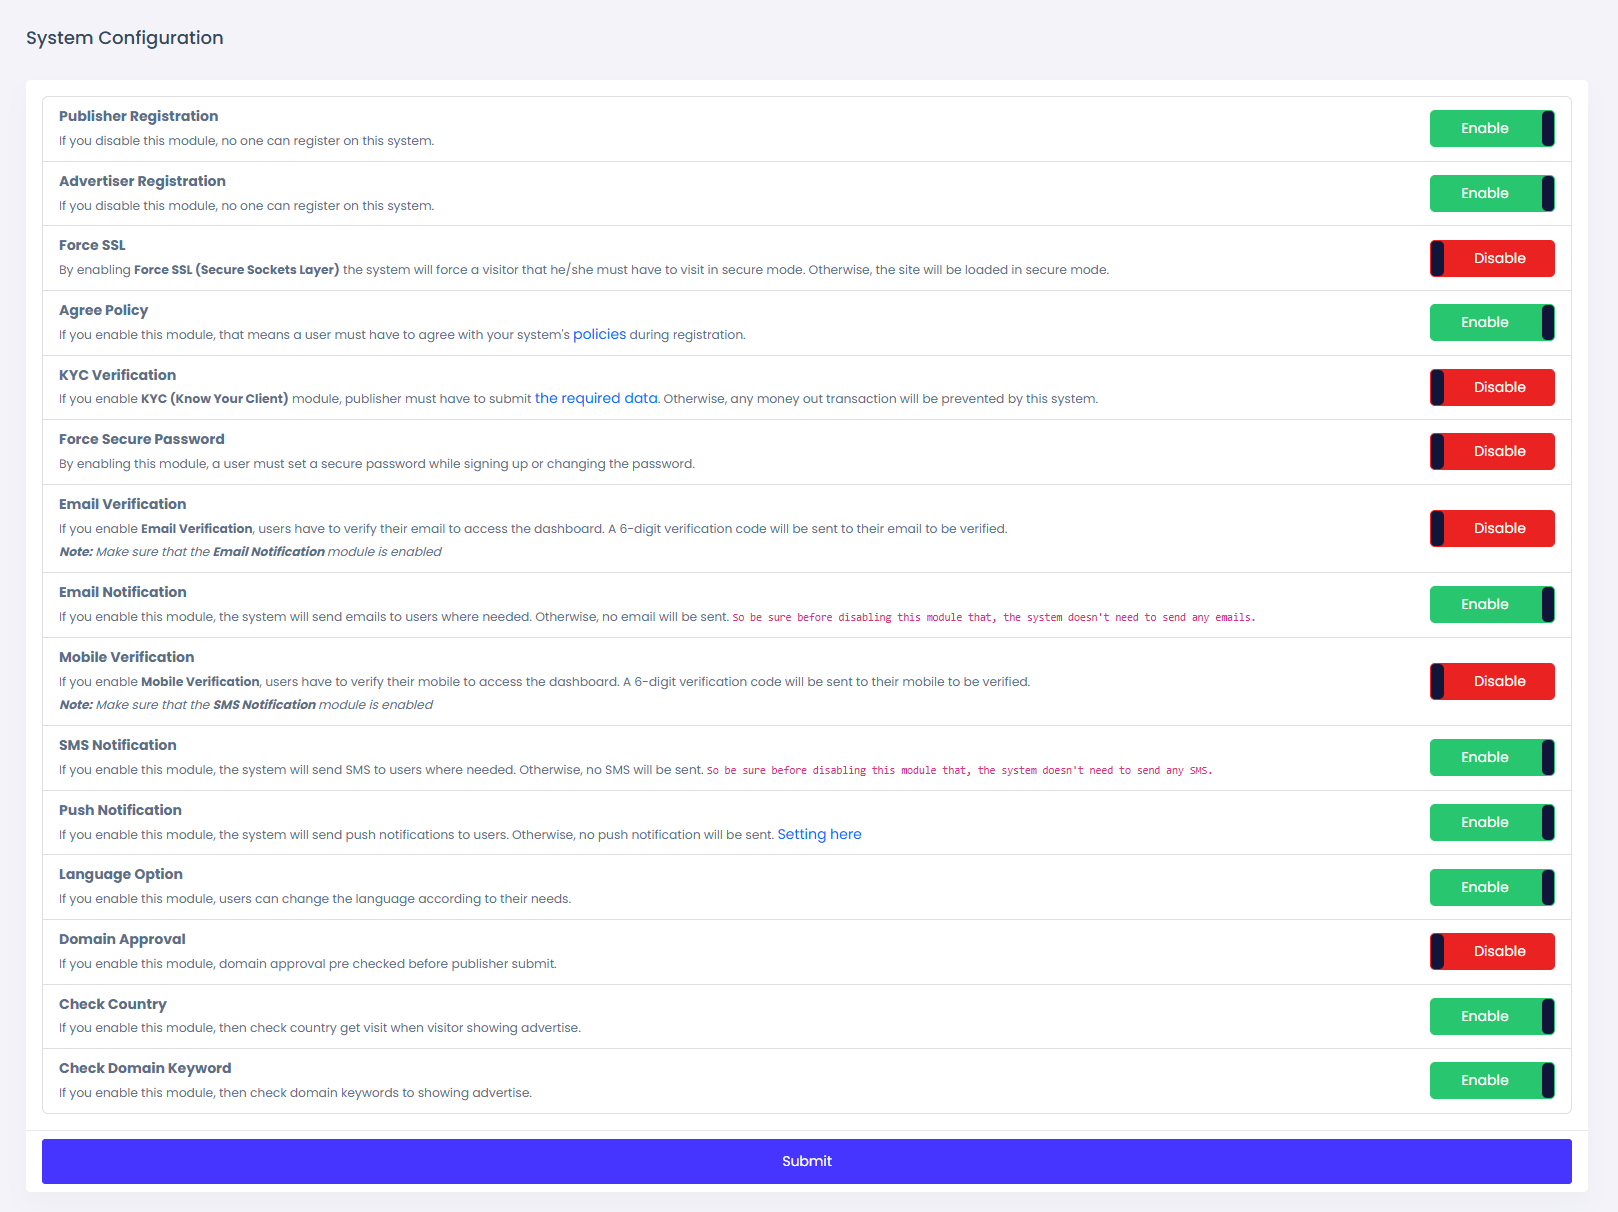 System Configuration
Publisher Registration
If you disable this module, no one can register on this system.
Enable
Advertiser Registration
If you disable this module, no one can register on this system.
Enable
Force SSL
By enabling Force SSL (Secure Sockets Layer) the system will force a visitor that he/she must have to visit in secure mode. Otherwise, the site will be loaded in secure mode.
Disable
Agree Policy
If you enable this module, that means a user must have to agree with your system's policies during registration.
Enable
KYC Verification
If you enable KYC (Know Your Client) module, publisher must have to submit the required data. Otherwise, any money out transaction will be prevented by this system.
Disable
Force Secure Password
By enabling this module, a user must set a secure password while signing up or changing the password.
Disable
Email Verification
If you enable Email Verification, users have to verify their email to access the dashboard. A 6-digit verification code will be sent to their email to be verified.
Note: Make sure that the Email Notification module is enabled
Disable
Email Notification
If you enable this module, the system will send emails to users where needed. Otherwise, no email will be sent. So be sure before disabling this module that, the system doesn't need to send any emails.
Enable
Mobile Verification
If you enable Mobile Verification, users have to verify their mobile to access the dashboard. A 6-digit verification code will be sent to their mobile to be verified.
Note: Make sure that the SMS Notification module is enabled
Disable
SMS Notification
If you enable this module, the system will send SMS to users where needed. Otherwise, no SMS will be sent. So be sure before disabling this module that, the system doesn't need to send any SMS.
Enable
Push Notification
If you enable this module, the system will send push notifications to users. Otherwise, no push notification will be sent. Setting here
Enable
Language Option
If you enable this module, users can change the language according to their needs.
Enable
Domain Approval
If you enable this module, domain approval pre checked before publisher submit.
Disable
Check Country
If you enable this module, then check country get visit when visitor showing advertise.
Enable
Check Domain Keyword
If you enable this module, then check domain keywords to showing advertise.
Enable
Submit